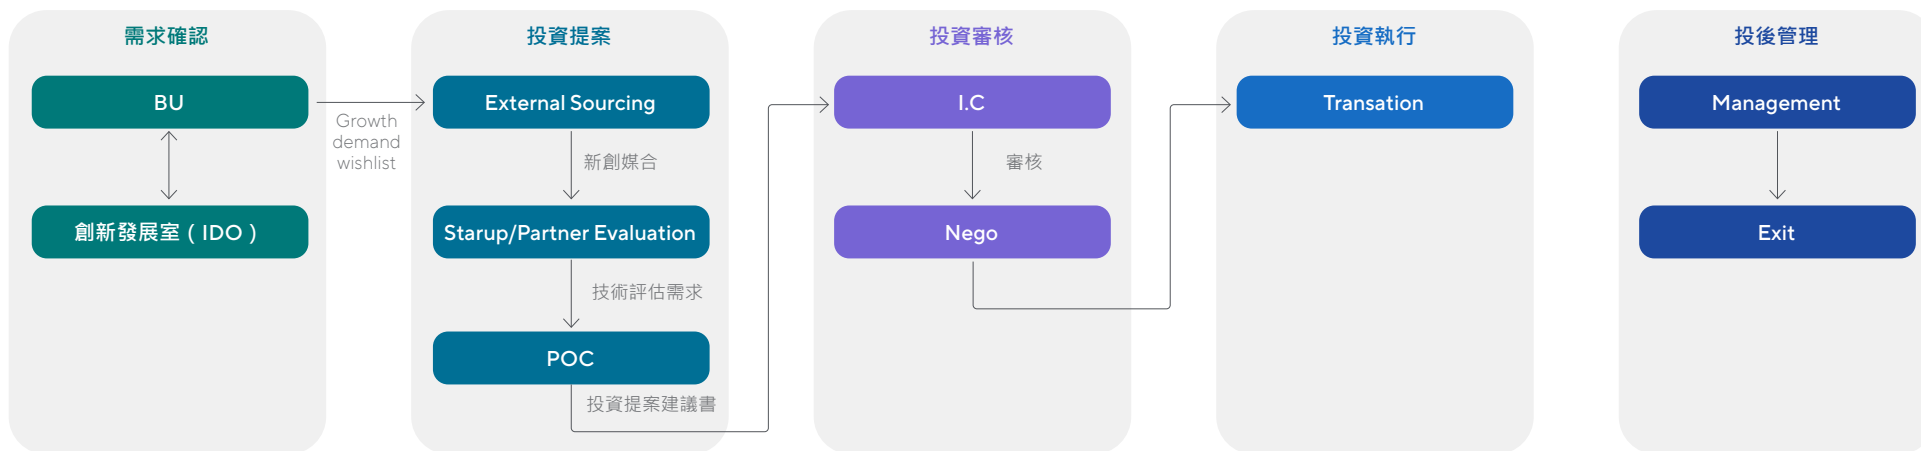 需求確認
BU
創新發展室（IDO）
Growth
demand
wishlist
投資提案
External Sourcing
新創媒合
Starup/Partner Evaluation
技術評估需求
POC
投資提案建議書
投資審核
I.C
審核
Nego
投資執行
Transation
投後管理
Management
Exit